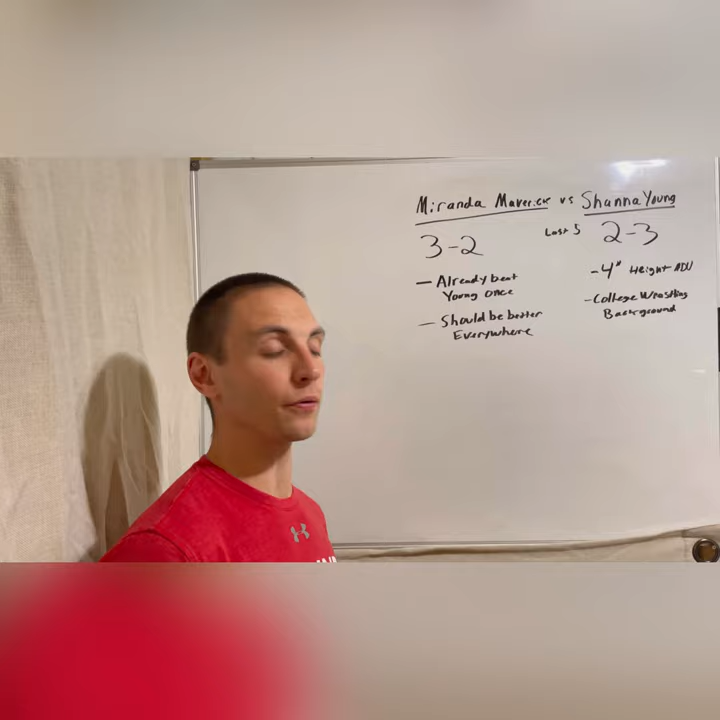 Miranda Maverick vs Shanna Young
3-2 Last 5 2-3
- Already beat
Young once
- Should be better
Everywhere
- 4" Height ADV
- College Wrestling
Background